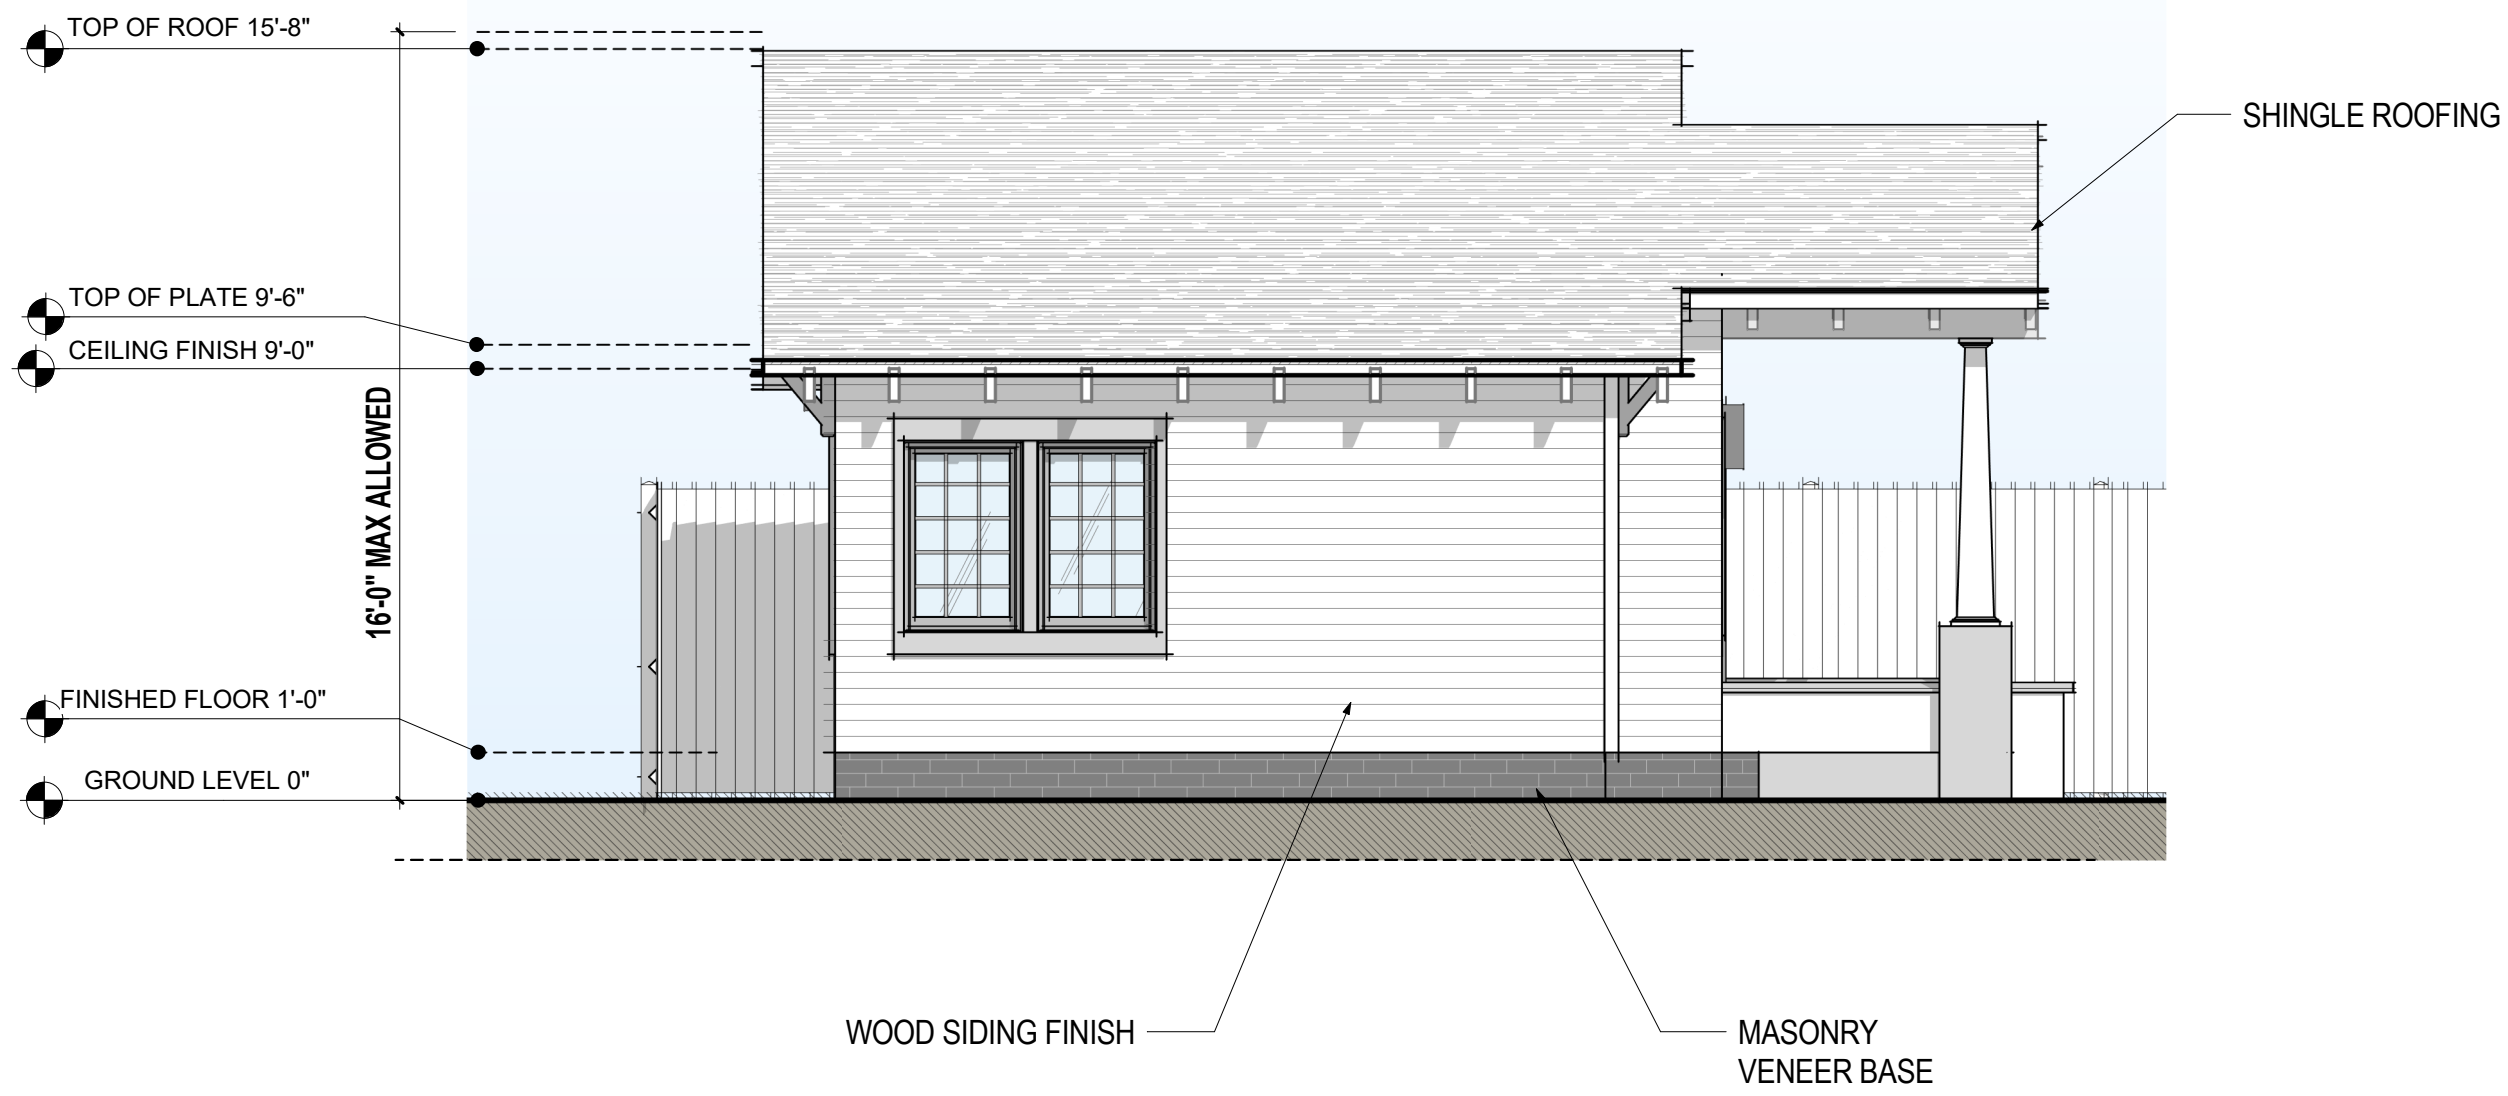 TOP OF ROOF 15'-8"
SHINGLE ROOFING
TOP OF PLATE 9'-6"
CEILING FINISH 9'-0"
16'-0" MAX ALLOWED
FINISHED FLOOR 1'-0"
GROUND LEVEL 0"
WOOD SIDING FINISH
MASONRY
VENEER BASE